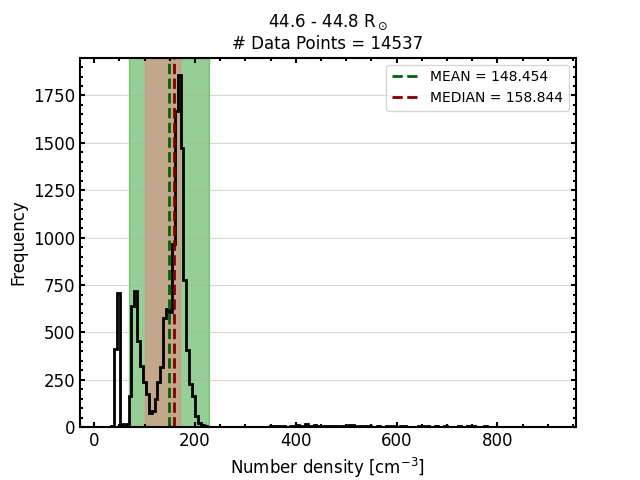 44.6 - 44.8 R⊙
# Data Points = 14537
MEAN = 148.454
MEDIAN = 158.844
Frequency
1750
1500
1250
1000
750
500
250
0
0 200 400 600 800
Number density [cm⁻³]